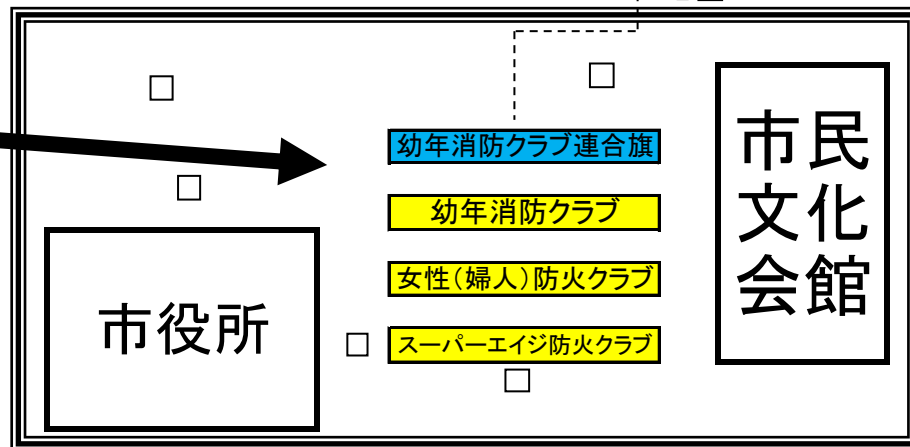 幼年消防クラブ連合旗
幼年消防クラブ
女性(婦人)防火クラブ
スーパーエイジ防火クラブ
市役所
市民
文化
会館